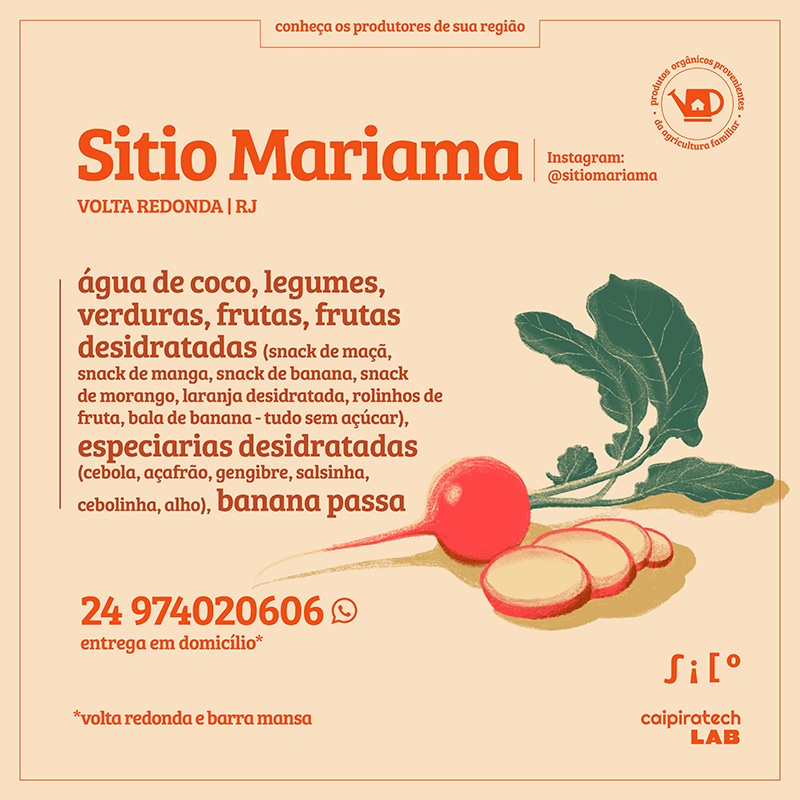 conheça os produtores de sua região
produtos orgânicos provenientes
da agricultura familiar
Sitio Mariama
Instagram:
@sitiomariama
VOLTA REDONDA | RJ
água de coco, legumes,
verduras, frutas, frutas
desidratadas (snack de maçã,
snack de manga, snack de banana, snack
de morango, laranja desidratada, rolinhos de
fruta, bala de banana - tudo sem açúcar),
especiarias desidratadas
(cebola, açafrão, gengibre, salsinha,
cebolinha, alho), banana passa
24 974020606
entrega em domicílio*
*volta redonda e barra mansa
caipiratech
LAB